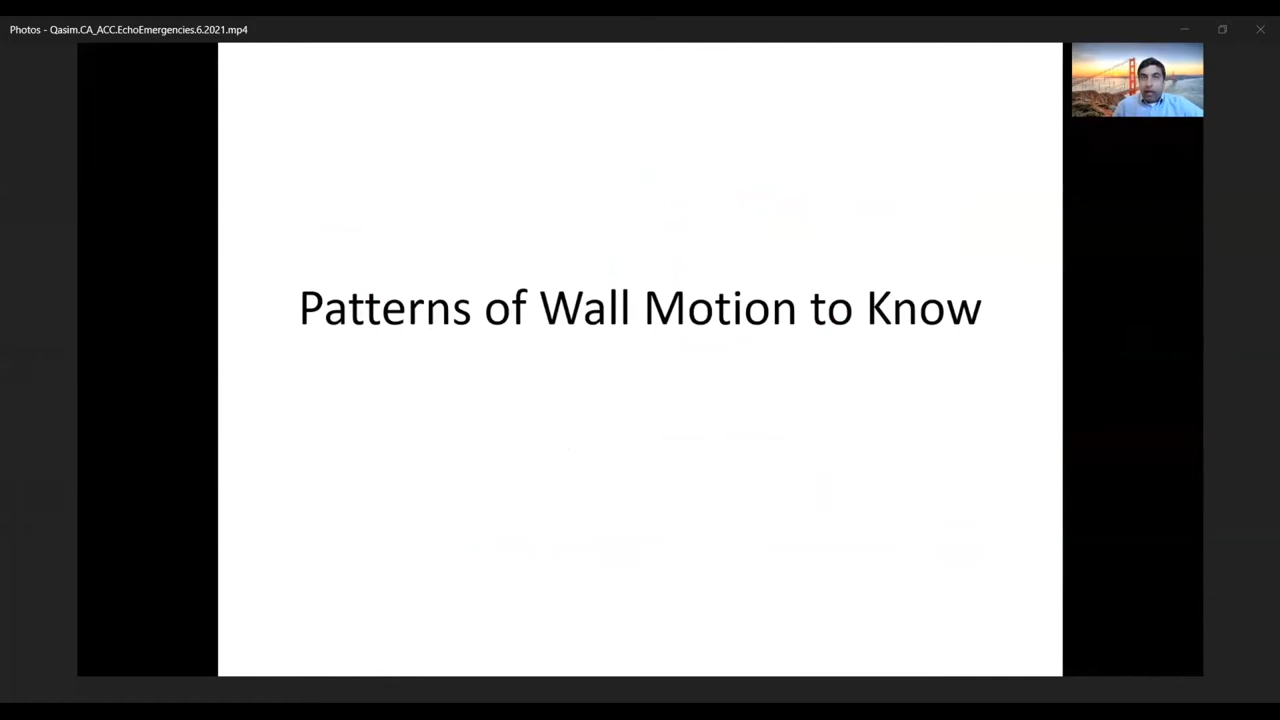 Photos - Qasim.CA_ACC.EchoEmergencies.6.2021.mp4
Patterns of Wall Motion to Know